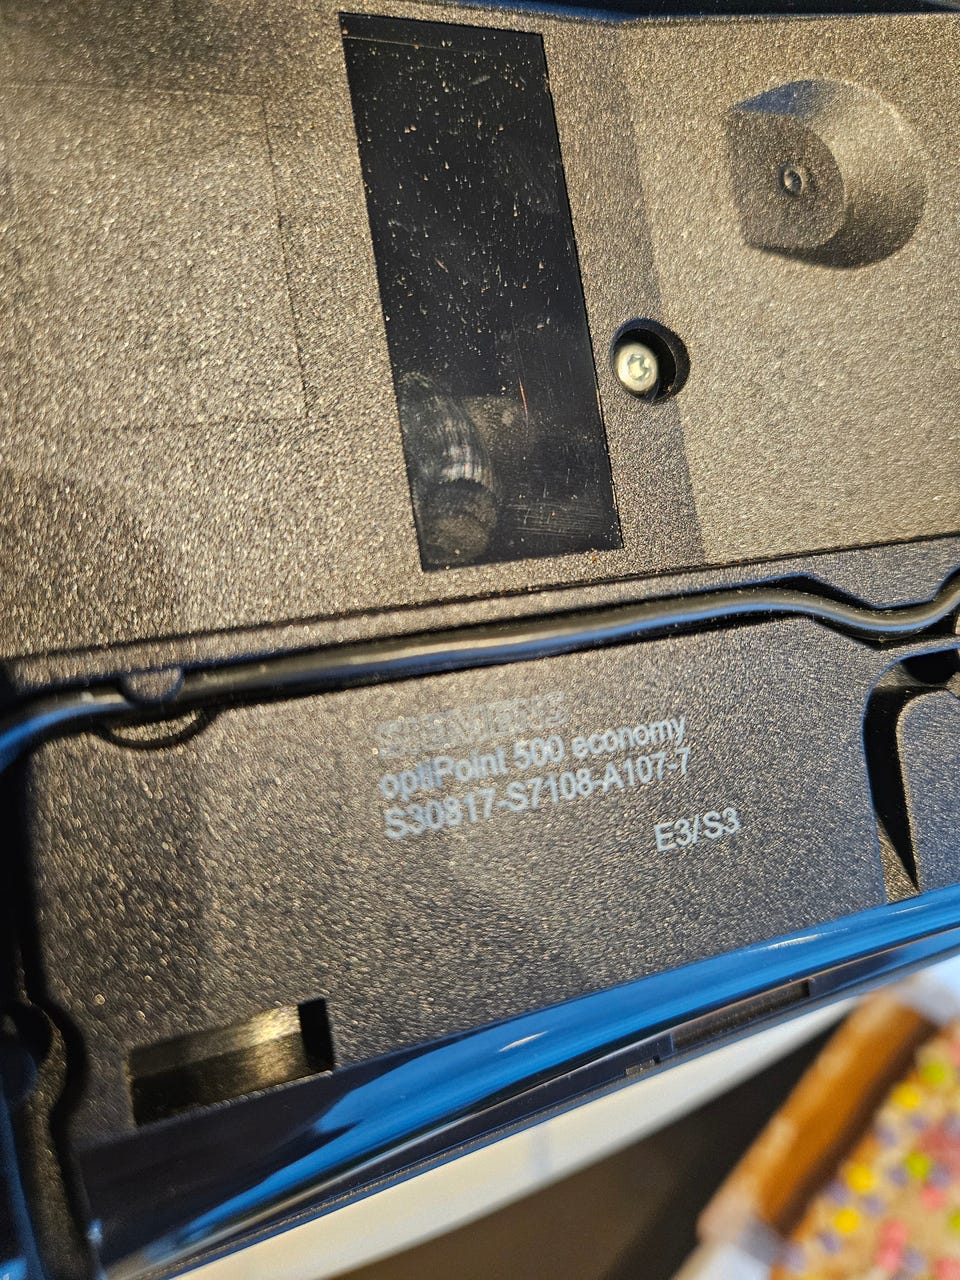 SIEMENS
optiPoint 500 economy
S30817-S7108-A107-7
E3/S3